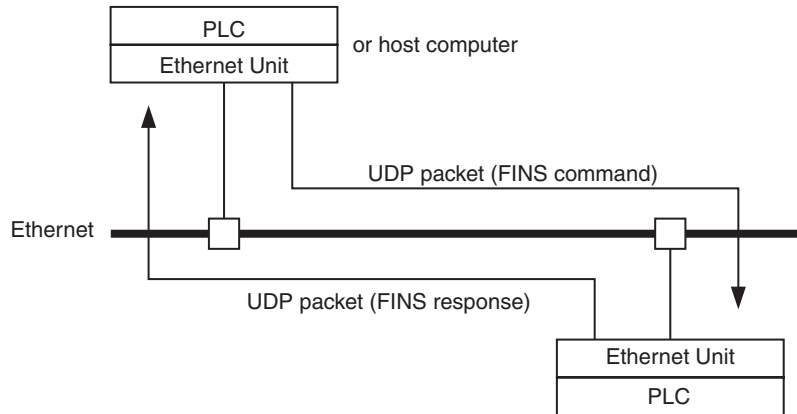 PLC
or host computer
Ethernet Unit
UDP packet (FINS command)
Ethernet
UDP packet (FINS response)
Ethernet Unit
PLC